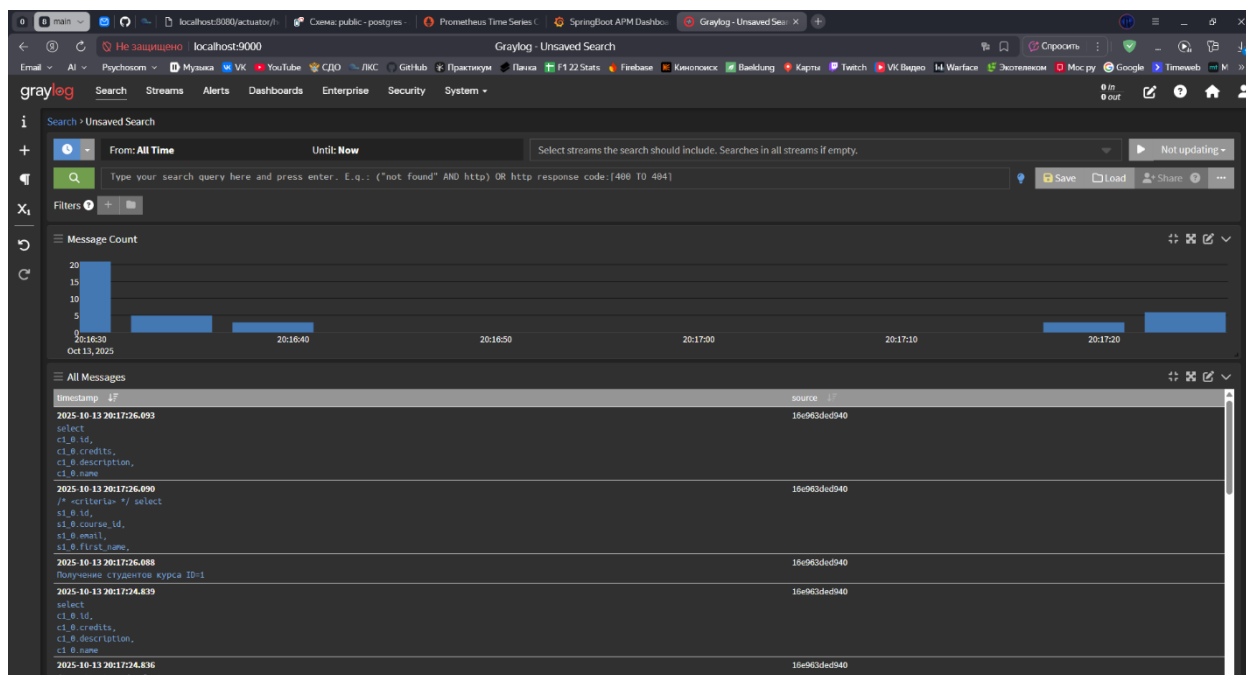 0 8 main localhost:8080/actuator/h Схема: public - postgres - Prometheus Time Series C SpringBoot APM Dashboa Graylog - Unsaved Sear × +
Не защищено localhost:9000 Graylog - Unsaved Search Спросить
Email AI Psychosom Музыка VK YouTube СДО ЛКС GitHub Практикум Пачка F1 22 Stats Firebase Кинопоиск Baeldung Карты Twitch VK Видео Warface Экотелеком Мос ру Google Timeweb M »
graylog Search Streams Alerts Dashboards Enterprise Security System 0 in
0 out
Search › Unsaved Search
From: All Time Until: Now Select streams the search should include. Searches in all streams if empty. Not updating
Type your search query here and press enter. E.g.: ("not found" AND http) OR http_response_code:[400 TO 404] Save Load Share
Filters
Message Count
20
15
10
5
0
20:16:30 20:16:40 20:16:50 20:17:00 20:17:10 20:17:20
Oct 13, 2025
All Messages
timestamp source
2025-10-13 20:17:26.093 16e963ded940
select
c1_0.id,
c1_0.credits,
c1_0.description,
c1_0.name
2025-10-13 20:17:26.090 16e963ded940
/* <criteria> */ select
s1_0.id,
s1_0.course_id,
s1_0.email,
s1_0.first_name,
2025-10-13 20:17:26.088 16e963ded940
Получение студентов курса ID=1
2025-10-13 20:17:24.839 16e963ded940
select
c1_0.id,
c1_0.credits,
c1_0.description,
c1_0.name
2025-10-13 20:17:24.836 16e963ded940